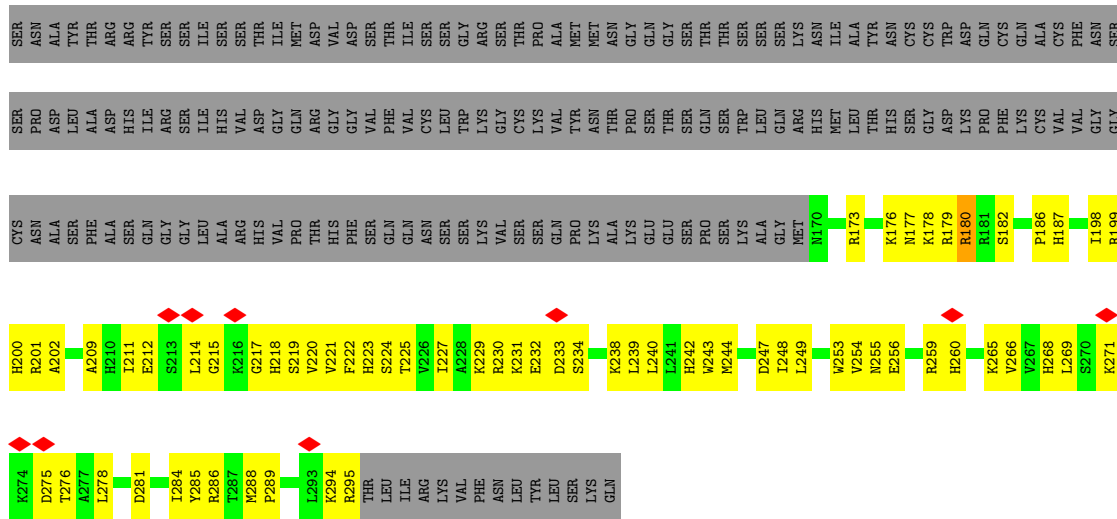 SER ASN ALA TYR THR ARG ARG TYR SER SER ILE SER SER THR ILE MET ASP VAL ASP SER THR ILE SER SER GLY ARG SER THR PRO ALA MET MET ASN GLY GLN GLY SER THR THR SER SER SER LYS ASN ILE ALA TYR ASN CYS CYS TRP ASP GLN CYS GLN ALA CYS PHE ASN SER
SER PRO ASP LEU ALA ASP HIS ILE ARG SER ILE HIS VAL ASP GLY GLN ARG GLY GLY VAL PHE VAL CYS LEU TRP LYS GLY CYS LYS VAL TYR ASN THR PRO SER THR SER GLN SER TRP LEU GLN ARG HIS MET LEU THR HIS SER GLY ASP LYS PRO PHE LYS CYS VAL VAL GLY GLY
CYS ASN ALA SER PHE ALA SER GLN GLY GLY LEU ALA ARG HIS VAL PRO THR HIS PHE SER GLN GLN ASN SER SER LYS VAL SER SER GLN PRO LYS ALA LYS GLU GLU SER PRO SER LYS ALA GLY MET N170 R173 K176 N177 K178 R179 R180 R181 S182 P186 H187 I198 R199
H200 R201 A202 A209 H210 I211 E212 S213 L214 G215 K216 G217 H218 S219 V220 V221 F222 H223 S224 T225 V226 I227 A228 K229 R230 K231 E232 D233 S234 K238 L239 L240 L241 H242 W243 M244 D247 I248 L249 W253 V254 N255 E256 R259 H260 K265 V266 V267 H268 L269 S270 K271
K274 D275 T276 A277 L278 D281 I284 Y285 R286 T287 M288 P289 L293 K294 R295 THR LEU ILE ARG LYS VAL PHE ASN LEU TYR LEU SER LYS GLN